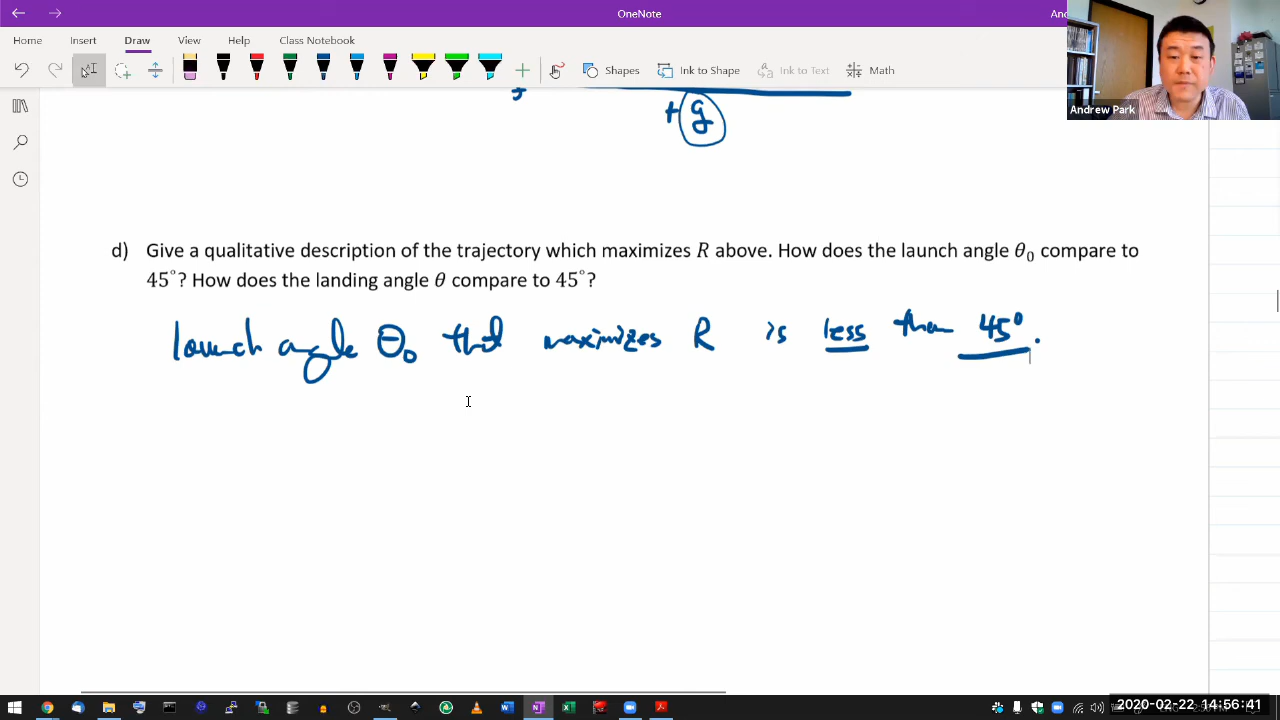 OneNote
An
Home Insert Draw View Help Class Notebook
Shapes Ink to Shape Ink to Text Math
Andrew Park
+ g
d) Give a qualitative description of the trajectory which maximizes R above. How does the launch angle θ₀ compare to
45°? How does the landing angle θ compare to 45°?
launch angle θ₀ that maximizes R is less than 45°.
2020-02-22 14:56:41